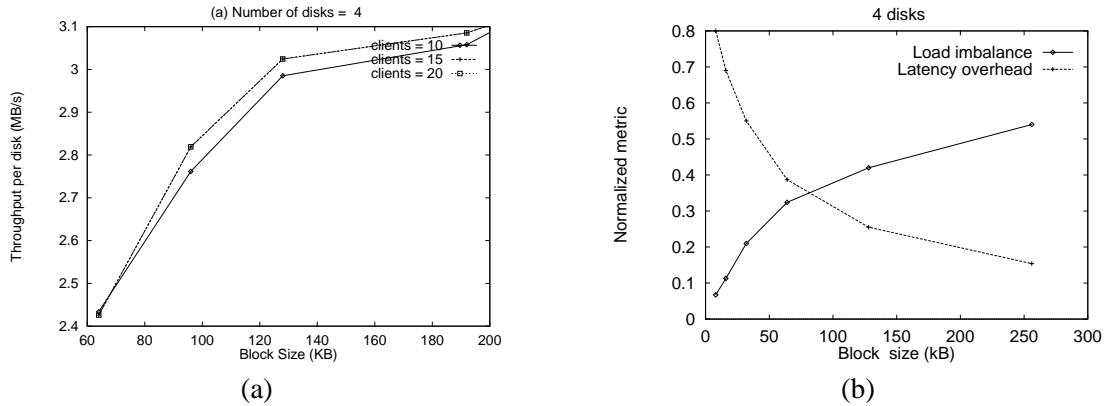 (a) Number of disks = 4
3.1
3
2.9
2.8
2.7
2.6
2.5
2.4
Throughput per disk (MB/s)
clients = 10
clients = 15
clients = 20
60 80 100 120 140 160 180 200
Block Size (KB)
(a)
4 disks
0.8
0.7
0.6
0.5
0.4
0.3
0.2
0.1
0
Normalized metric
Load imbalance
Latency overhead
0 50 100 150 200 250 300
Block size (kB)
(b)